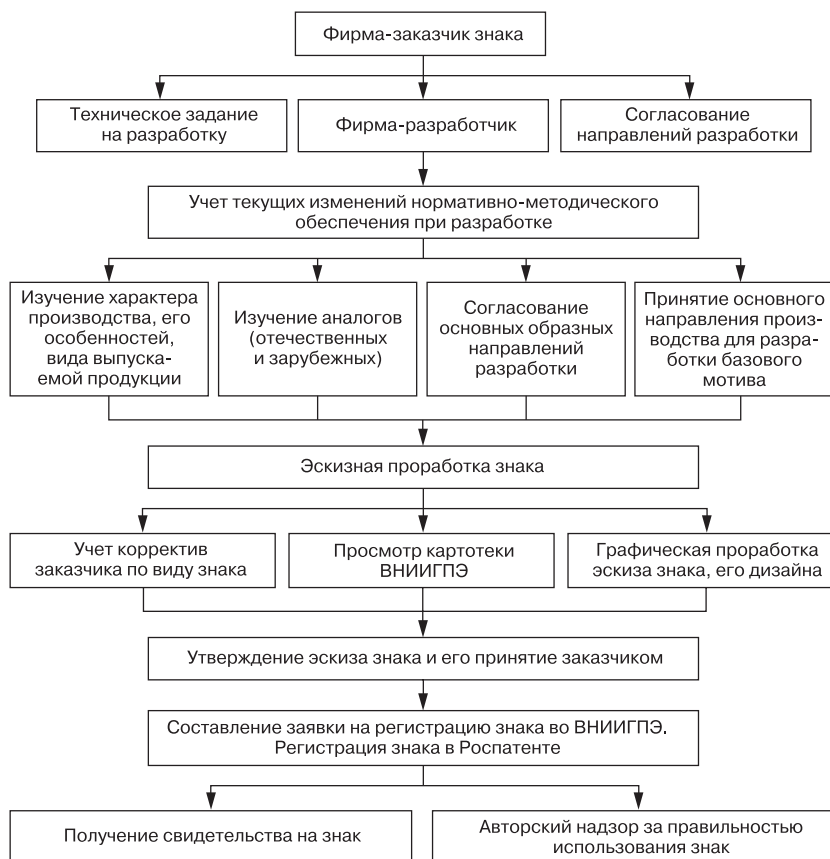 Фирма-заказчик знака
Техническое задание
на разработку
Фирма-разработчик
Согласование
направлений разработки
Учет текущих изменений нормативно-методического
обеспечения при разработке
Изучение характера
производства, его
особенностей,
вида выпуска-
емой продукции
Изучение аналогов
(отечественных
и зарубежных)
Согласование
основных образных
направлений
разработки
Принятие основного
направления произ-
водства для разра-
ботки базового
мотива
Эскизная проработка знака
Учет корректив
заказчика по виду знака
Просмотр картотеки
ВНИИГПЭ
Графическая проработка
эскиза знака, его дизайна
Утверждение эскиза знака и его принятие заказчиком
Составление заявки на регистрацию знака во ВНИИГПЭ.
Регистрация знака в Роспатенте
Получение свидетельства на знак
Авторский надзор за правильностью
использования знак